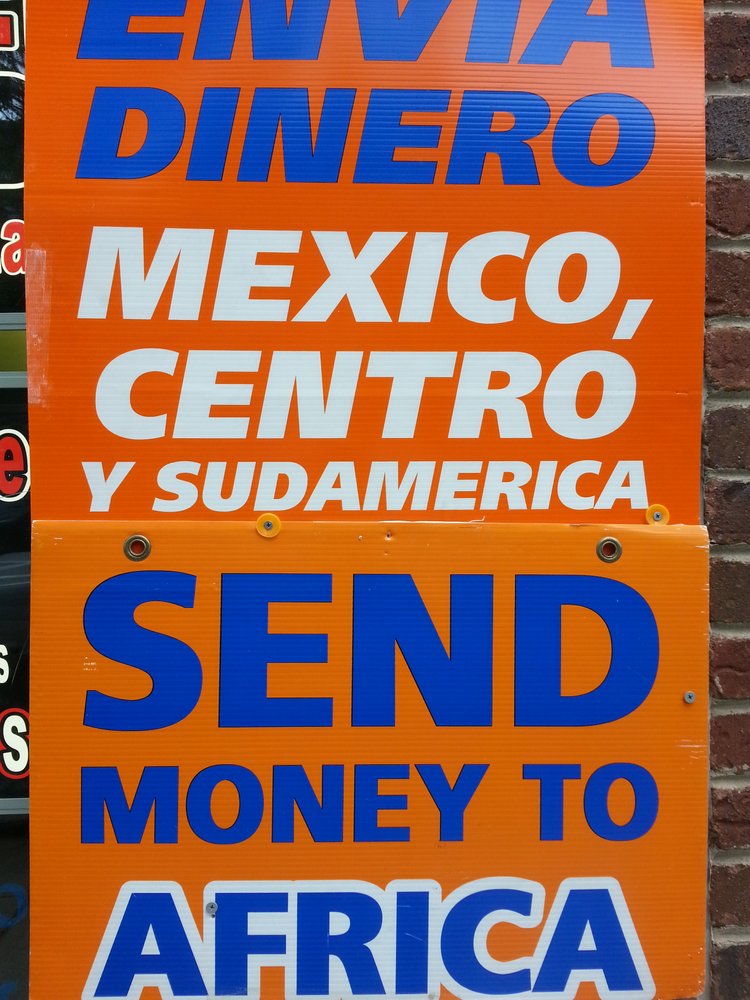 ENVIA
DINERO
MEXICO,
CENTRO
Y SUDAMERICA
SEND
MONEY TO
AFRICA